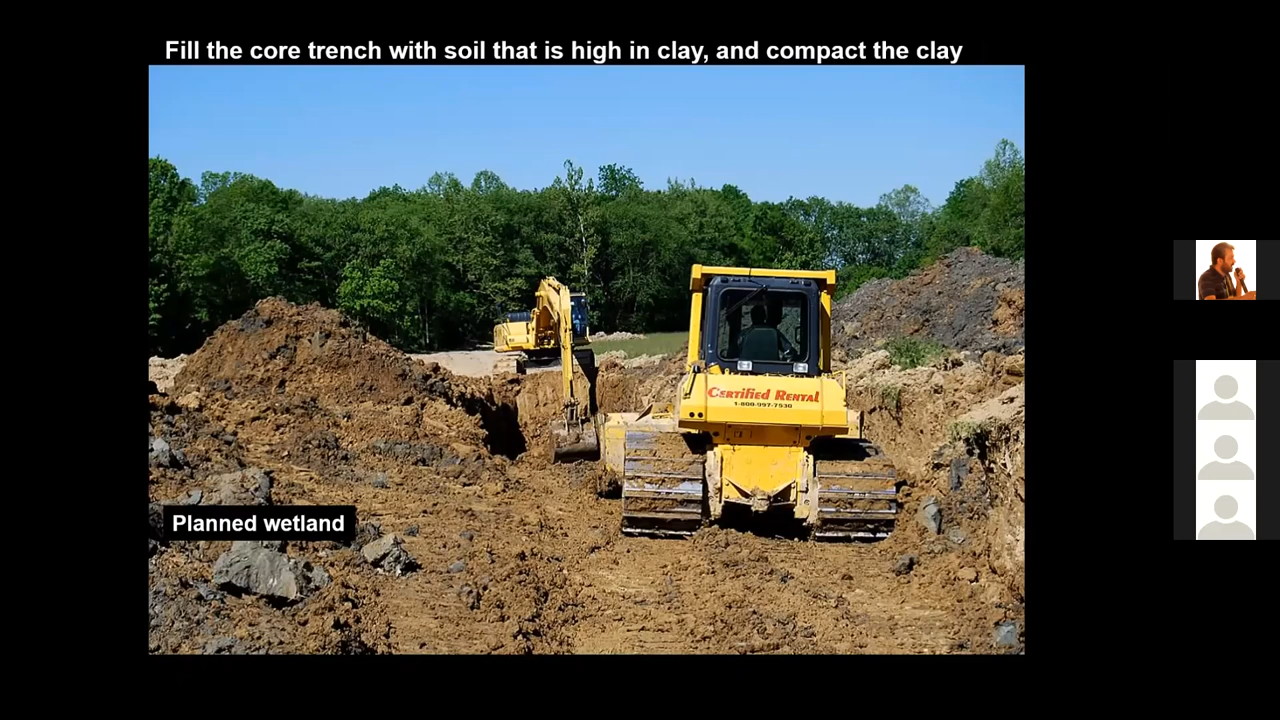 Fill the core trench with soil that is high in clay, and compact the clay
Certified Rental
1-800-997-7530
Planned wetland